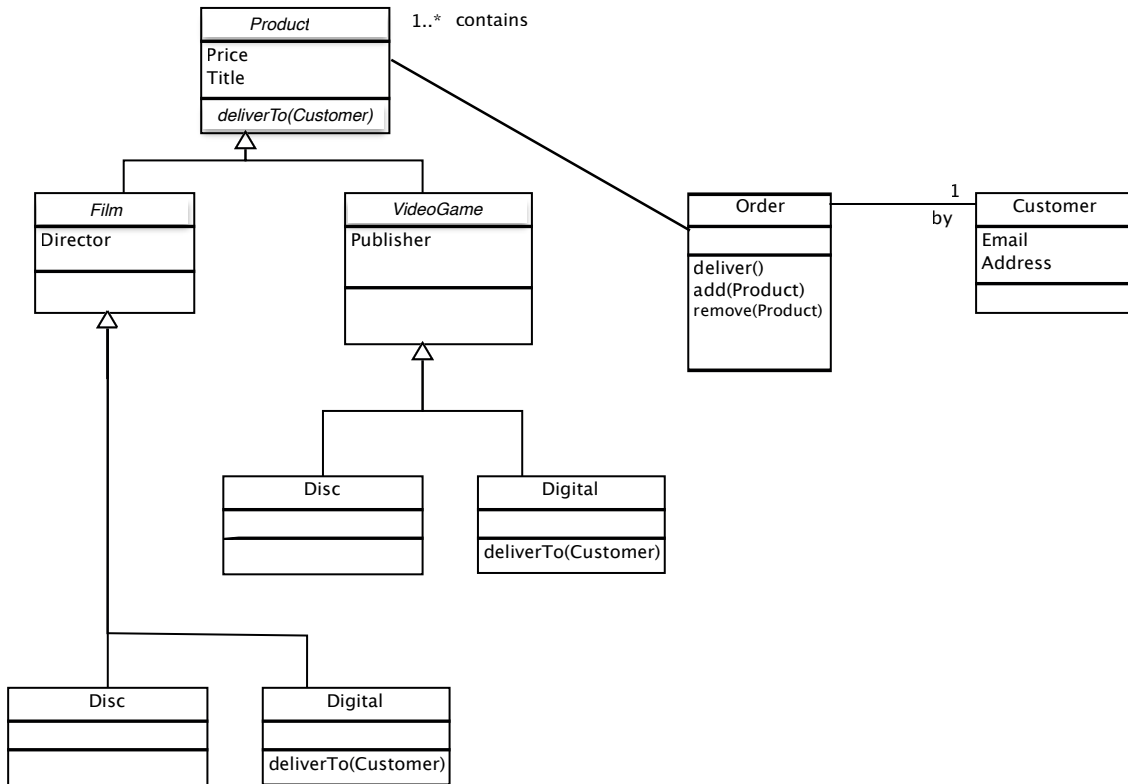 Product
1..* contains
Price
Title
deliverTo(Customer)
Film
Director
VideoGame
Publisher
Order
deliver()
add(Product)
remove(Product)
1
by
Customer
Email
Address
Disc
Digital
deliverTo(Customer)
Disc
Digital
deliverTo(Customer)